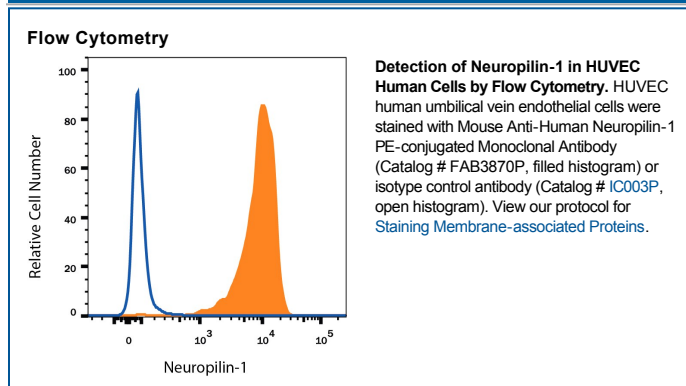 Flow Cytometry
100
80
60
40
20
0
Relative Cell Number
0
10³
10⁴
10⁵
Neuropilin-1
Detection of Neuropilin-1 in HUVEC
Human Cells by Flow Cytometry. HUVEC
human umbilical vein endothelial cells were
stained with Mouse Anti-Human Neuropilin-1
PE-conjugated Monoclonal Antibody
(Catalog # FAB3870P, filled histogram) or
isotype control antibody (Catalog # IC003P,
open histogram). View our protocol for
Staining Membrane-associated Proteins.